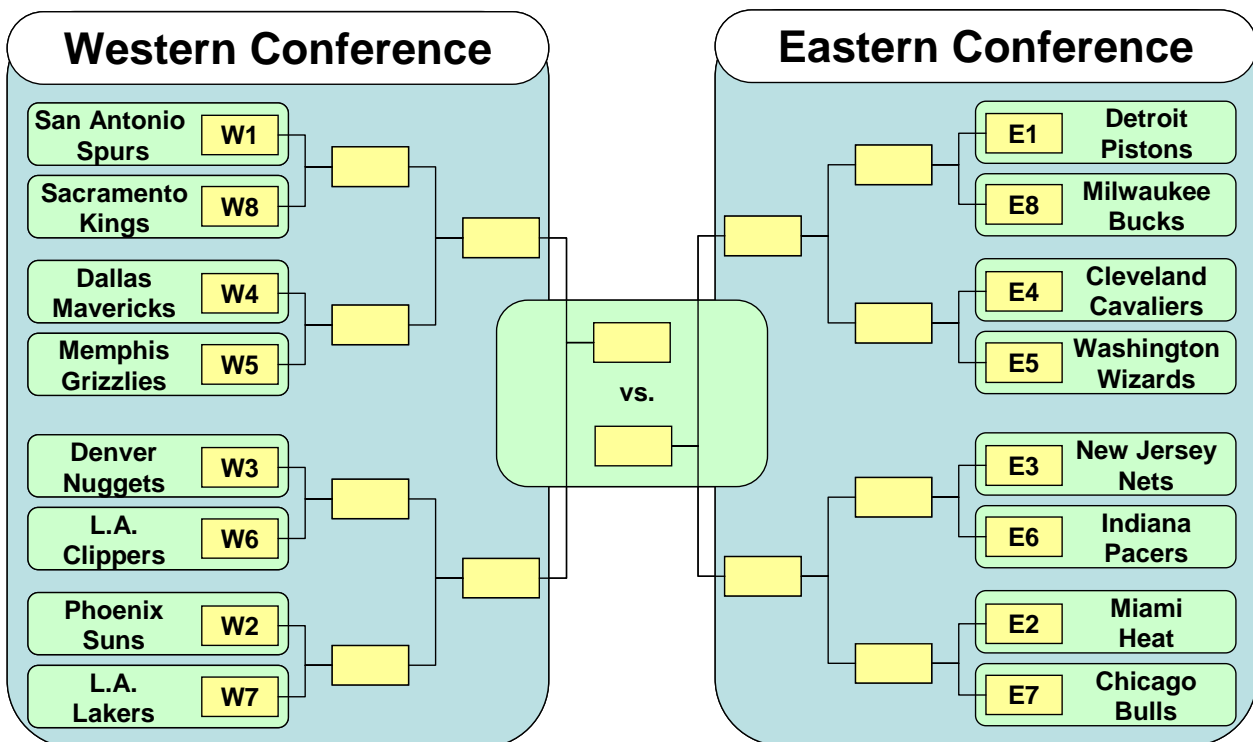 Western Conference
San Antonio
Spurs
W1
Sacramento
Kings
W8
Dallas
Mavericks
W4
Memphis
Grizzlies
W5
Denver
Nuggets
W3
L.A.
Clippers
W6
Phoenix
Suns
W2
L.A.
Lakers
W7
vs.
Eastern Conference
E1
Detroit
Pistons
E8
Milwaukee
Bucks
E4
Cleveland
Cavaliers
E5
Washington
Wizards
E3
New Jersey
Nets
E6
Indiana
Pacers
E2
Miami
Heat
E7
Chicago
Bulls